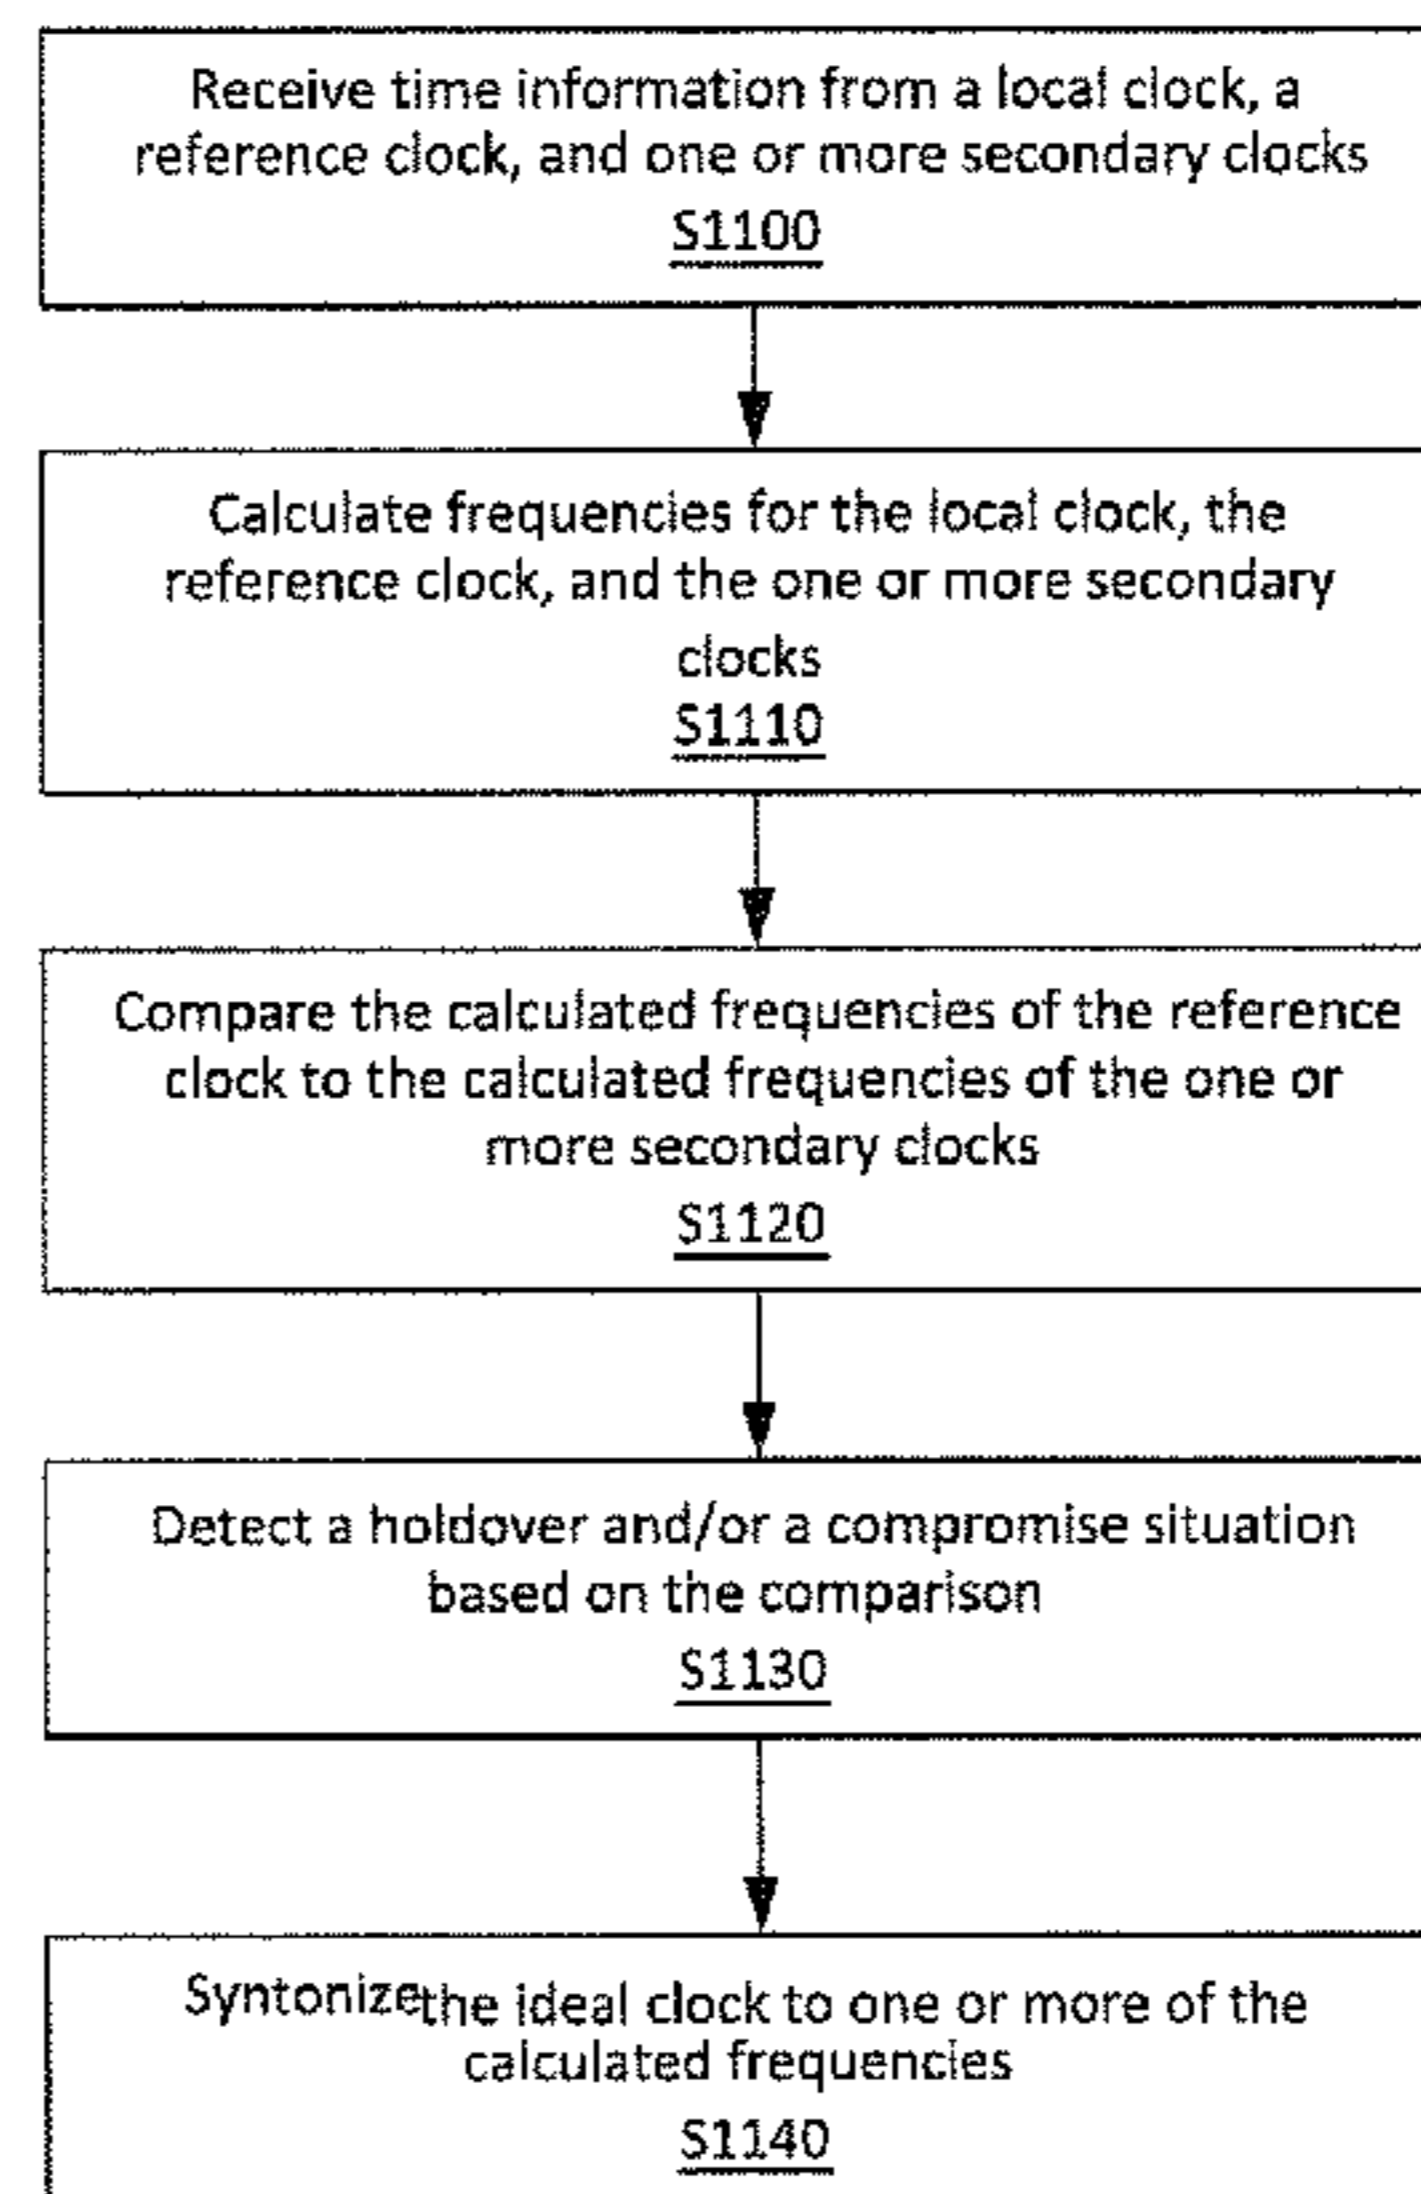 Receive time information from a local clock, a
reference clock, and one or more secondary clocks
S1100
Calculate frequencies for the local clock, the
reference clock, and the one or more secondary
clocks
S1110
Compare the calculated frequencies of the reference
clock to the calculated frequencies of the one or
more secondary clocks
S1120
Detect a holdover and/or a compromise situation
based on the comparison
S1130
Syntonize the ideal clock to one or more of the
calculated frequencies
S1140